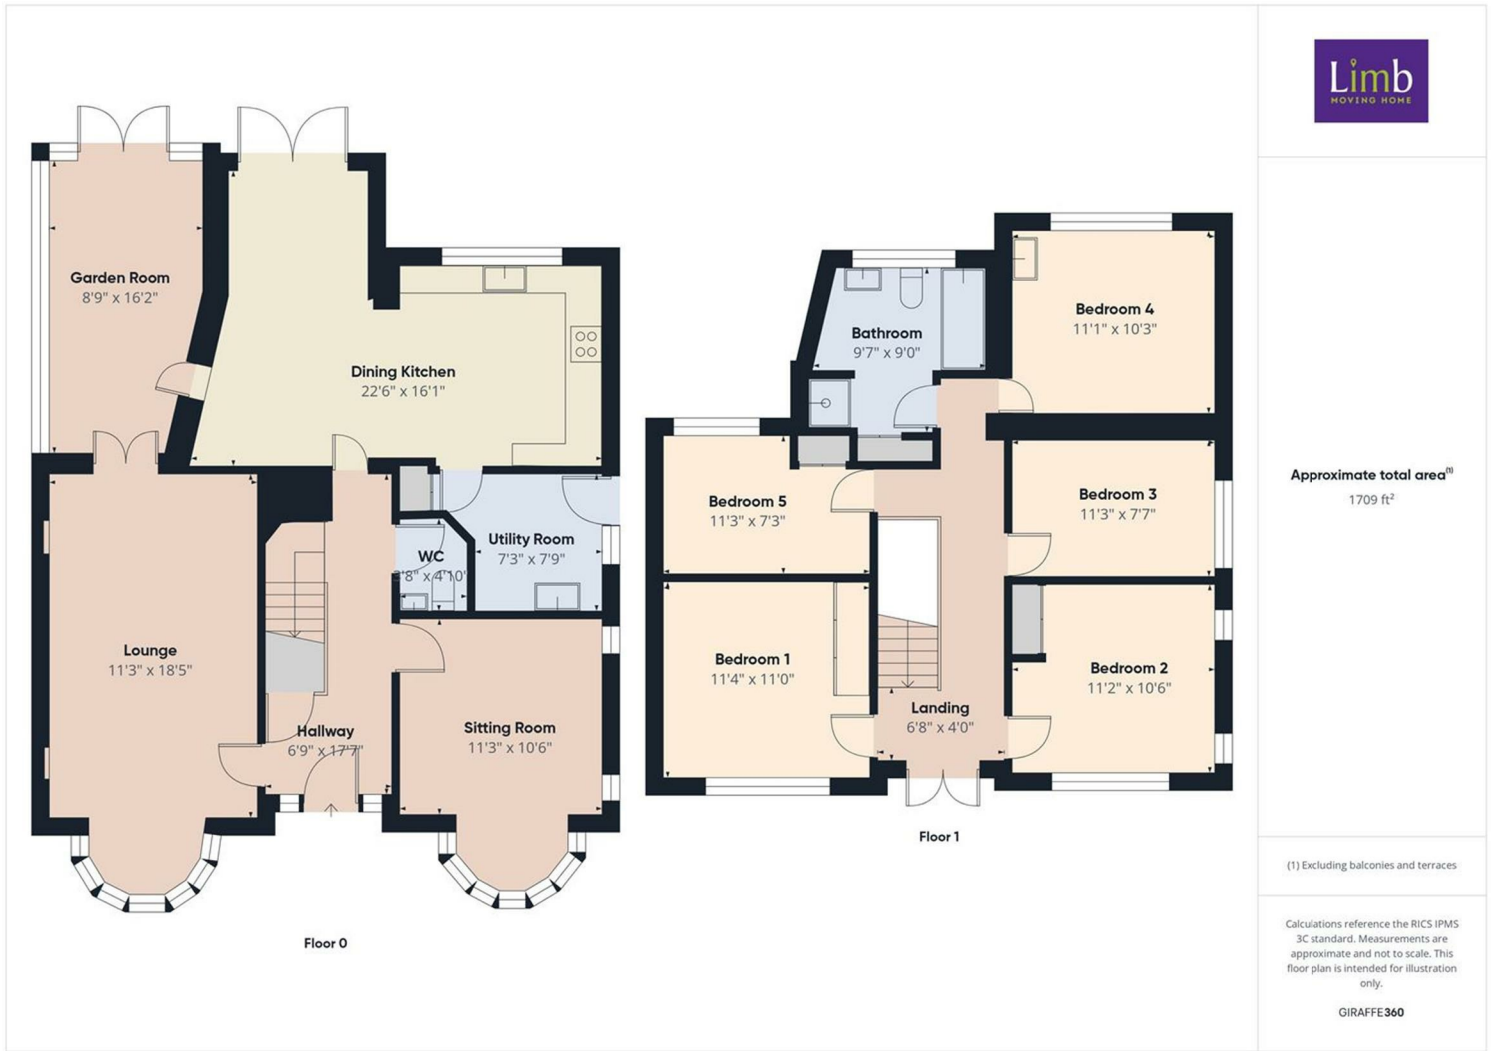 Garden Room
8'9" x 16'2"
Dining Kitchen
22'6" x 16'1"
WC
3'8" x 4'10"
Utility Room
7'3" x 7'9"
Lounge
11'3" x 18'5"
Hallway
6'9" x 17'7"
Sitting Room
11'3" x 10'6"
Floor 0
Bathroom
9'7" x 9'0"
Bedroom 4
11'1" x 10'3"
Bedroom 5
11'3" x 7'3"
Bedroom 3
11'3" x 7'7"
Bedroom 1
11'4" x 11'0"
Bedroom 2
11'2" x 10'6"
Landing
6'8" x 4'0"
Floor 1
Limb
MOVING HOME
Approximate total area(1)
1709 ft²
(1) Excluding balconies and terraces
Calculations reference the RICS IPMS
3C standard. Measurements are
approximate and not to scale. This
floor plan is intended for illustration
only.
GIRAFFE360